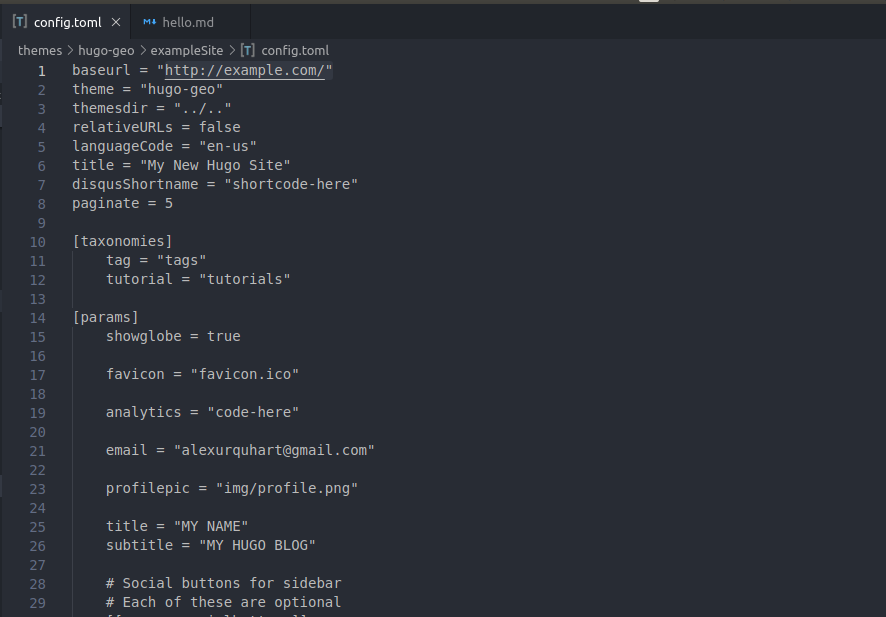 [T] config.toml × M↓ hello.md
themes > hugo-geo > exampleSite > [T] config.toml
1 baseurl = "http://example.com/"
2 theme = "hugo-geo"
3 themesdir = "../.."
4 relativeURLs = false
5 languageCode = "en-us"
6 title = "My New Hugo Site"
7 disqusShortname = "shortcode-here"
8 paginate = 5
9
10 [taxonomies]
11 tag = "tags"
12 tutorial = "tutorials"
13
14 [params]
15 showglobe = true
16
17 favicon = "favicon.ico"
18
19 analytics = "code-here"
20
21 email = "alexurquhart@gmail.com"
22
23 profilepic = "img/profile.png"
24
25 title = "MY NAME"
26 subtitle = "MY HUGO BLOG"
27
28 # Social buttons for sidebar
29 # Each of these are optional